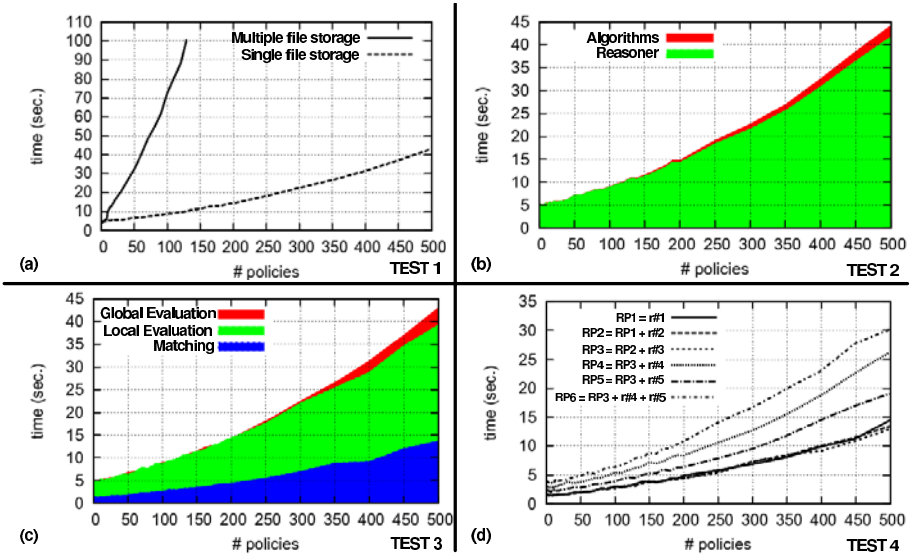 110
100
90
80
70
60
50
40
30
20
10
0
time (sec.)
Multiple file storage
Single file storage
0 50 100 150 200 250 300 350 400 450 500
# policies
(a)
TEST 1
45
40
35
30
25
20
15
10
5
0
time (sec.)
Algorithms
Reasoner
0 50 100 150 200 250 300 350 400 450 500
# policies
(b)
TEST 2
45
40
35
30
25
20
15
10
5
0
time (sec.)
Global Evaluation
Local Evaluation
Matching
0 50 100 150 200 250 300 350 400 450 500
# policies
(c)
TEST 3
35
30
25
20
15
10
5
0
time (sec.)
RP1 = r#1
RP2 = RP1 + r#2
RP3 = RP2 + r#3
RP4 = RP3 + r#4
RP5 = RP3 + r#5
RP6 = RP3 + r#4 + r#5
0 50 100 150 200 250 300 350 400 450 500
# policies
(d)
TEST 4